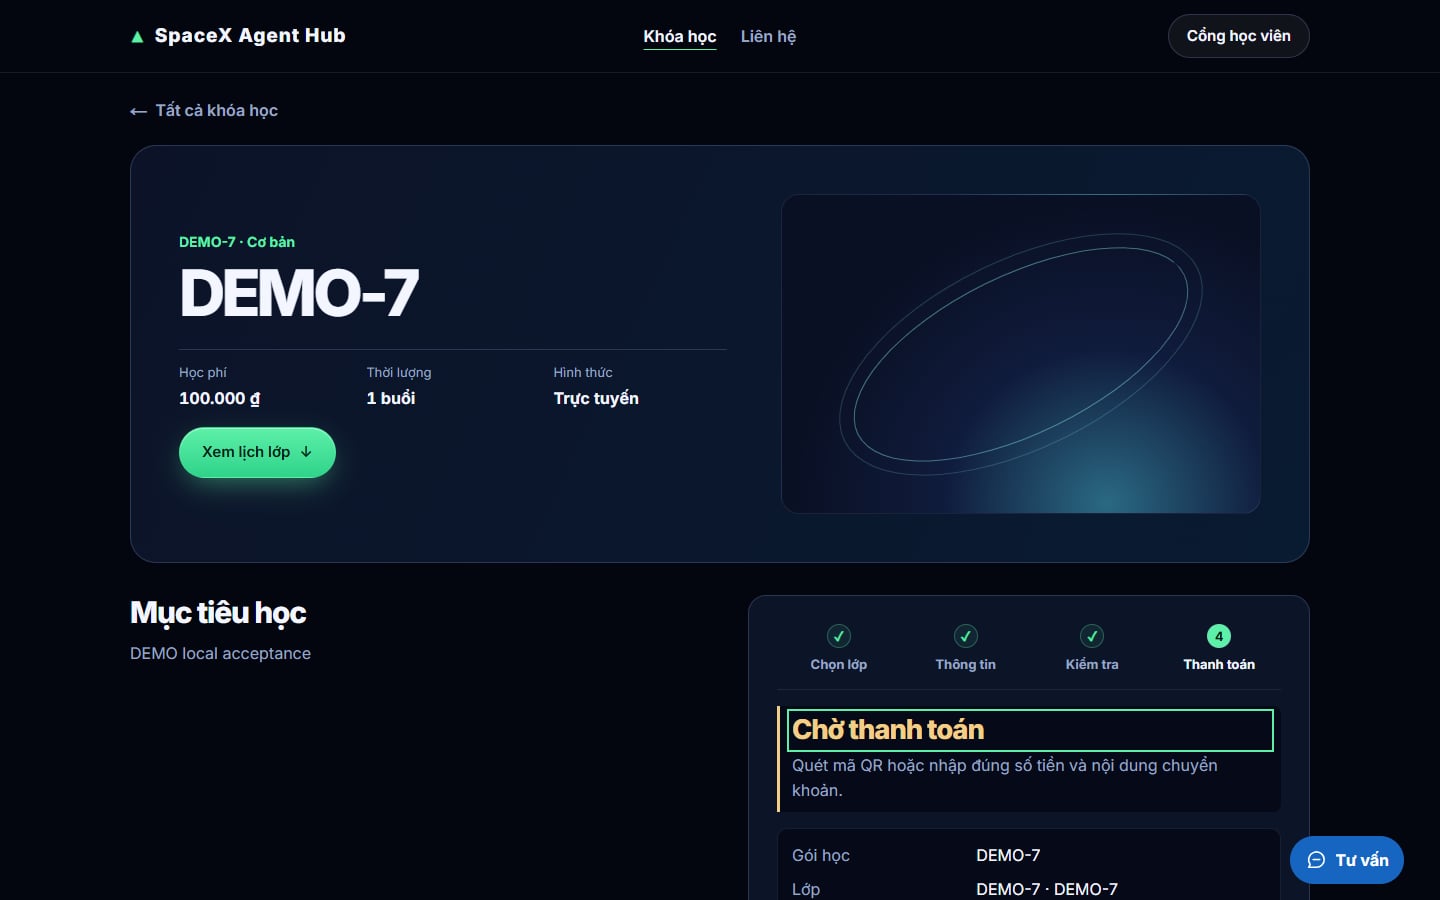 ▲ SpaceX Agent Hub
Khóa học
Liên hệ
Cổng học viên
← Tất cả khóa học
DEMO-7 · Cơ bản
DEMO-7
Học phí
100.000 ₫
Thời lượng
1 buổi
Hình thức
Trực tuyến
Xem lịch lớp ↓
Mục tiêu học
DEMO local acceptance
✓
Chọn lớp
✓
Thông tin
✓
Kiểm tra
4
Thanh toán
Chờ thanh toán
Quét mã QR hoặc nhập đúng số tiền và nội dung chuyển
khoản.
Gói học
DEMO-7
Lớp
DEMO-7 · DEMO-7
Tư vấn